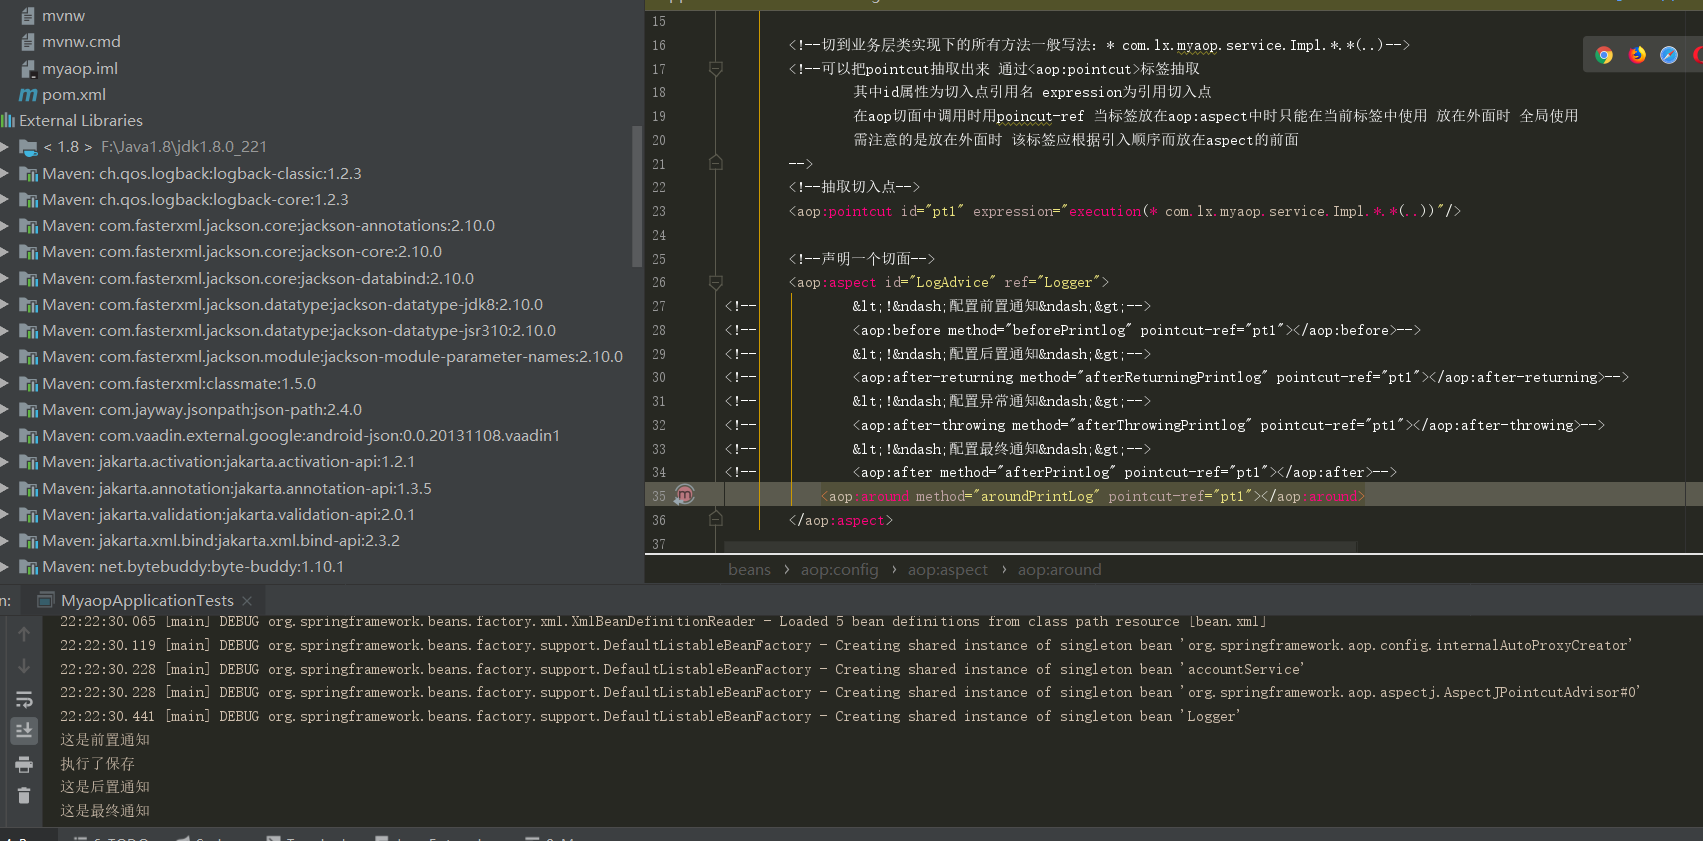 mvnw
mvnw.cmd
myaop.iml
pom.xml
External Libraries
< 1.8 > F:\Java1.8\jdk1.8.0_221
Maven: ch.qos.logback:logback-classic:1.2.3
Maven: ch.qos.logback:logback-core:1.2.3
Maven: com.fasterxml.jackson.core:jackson-annotations:2.10.0
Maven: com.fasterxml.jackson.core:jackson-core:2.10.0
Maven: com.fasterxml.jackson.core:jackson-databind:2.10.0
Maven: com.fasterxml.jackson.datatype:jackson-datatype-jdk8:2.10.0
Maven: com.fasterxml.jackson.datatype:jackson-datatype-jsr310:2.10.0
Maven: com.fasterxml.jackson.module:jackson-module-parameter-names:2.10.0
Maven: com.fasterxml:classmate:1.5.0
Maven: com.jayway.jsonpath:json-path:2.4.0
Maven: com.vaadin.external.google:android-json:0.0.20131108.vaadin1
Maven: jakarta.activation:jakarta.activation-api:1.2.1
Maven: jakarta.annotation:jakarta.annotation-api:1.3.5
Maven: jakarta.validation:jakarta.validation-api:2.0.1
Maven: jakarta.xml.bind:jakarta.xml.bind-api:2.3.2
Maven: net.bytebuddy:byte-buddy:1.10.1
15
16 <!--切到业务层类实现下的所有方法一般写法: * com.lx.myaop.service.Impl.*.*(..)-->
17 <!--可以把pointcut抽取出来 通过<aop:pointcut>标签抽取
18 其中id属性为切入点引用名 expression为引用切入点
19 在aop切面中调用时用poincut-ref 当标签放在aop:aspect中时只能在当前标签中使用 放在外面时 全局使用
20 需注意的是放在外面时 该标签应根据引入顺序而放在aspect的前面
21 -->
22 <!--抽取切入点-->
23 <aop:pointcut id="pt1" expression="execution(* com.lx.myaop.service.Impl.*.*(..))"/>
24
25 <!--声明一个切面-->
26 <aop:aspect id="LogAdvice" ref="Logger">
27 <!-- &lt;!&ndash;配置前置通知&ndash;&gt;-->
28 <!-- <aop:before method="beforePrintlog" pointcut-ref="pt1"></aop:before>-->
29 <!-- &lt;!&ndash;配置后置通知&ndash;&gt;-->
30 <!-- <aop:after-returning method="afterReturningPrintlog" pointcut-ref="pt1"></aop:after-returning>-->
31 <!-- &lt;!&ndash;配置异常通知&ndash;&gt;-->
32 <!-- <aop:after-throwing method="afterThrowingPrintlog" pointcut-ref="pt1"></aop:after-throwing>-->
33 <!-- &lt;!&ndash;配置最终通知&ndash;&gt;-->
34 <!-- <aop:after method="afterPrintlog" pointcut-ref="pt1"></aop:after>-->
35 <aop:around method="aroundPrintLog" pointcut-ref="pt1"></aop:around>
36 </aop:aspect>
37
beans › aop:config › aop:aspect › aop:around
n: MyaopApplicationTests
22:22:30.065 [main] DEBUG org.springframework.beans.factory.xml.XmlBeanDefinitionReader - Loaded 5 bean definitions from class path resource [bean.xml]
22:22:30.119 [main] DEBUG org.springframework.beans.factory.support.DefaultListableBeanFactory - Creating shared instance of singleton bean 'org.springframework.aop.config.internalAutoProxyCreator'
22:22:30.228 [main] DEBUG org.springframework.beans.factory.support.DefaultListableBeanFactory - Creating shared instance of singleton bean 'accountService'
22:22:30.228 [main] DEBUG org.springframework.beans.factory.support.DefaultListableBeanFactory - Creating shared instance of singleton bean 'org.springframework.aop.aspectj.AspectJPointcutAdvisor#0'
22:22:30.441 [main] DEBUG org.springframework.beans.factory.support.DefaultListableBeanFactory - Creating shared instance of singleton bean 'Logger'
这是前置通知
执行了保存
这是后置通知
这是最终通知